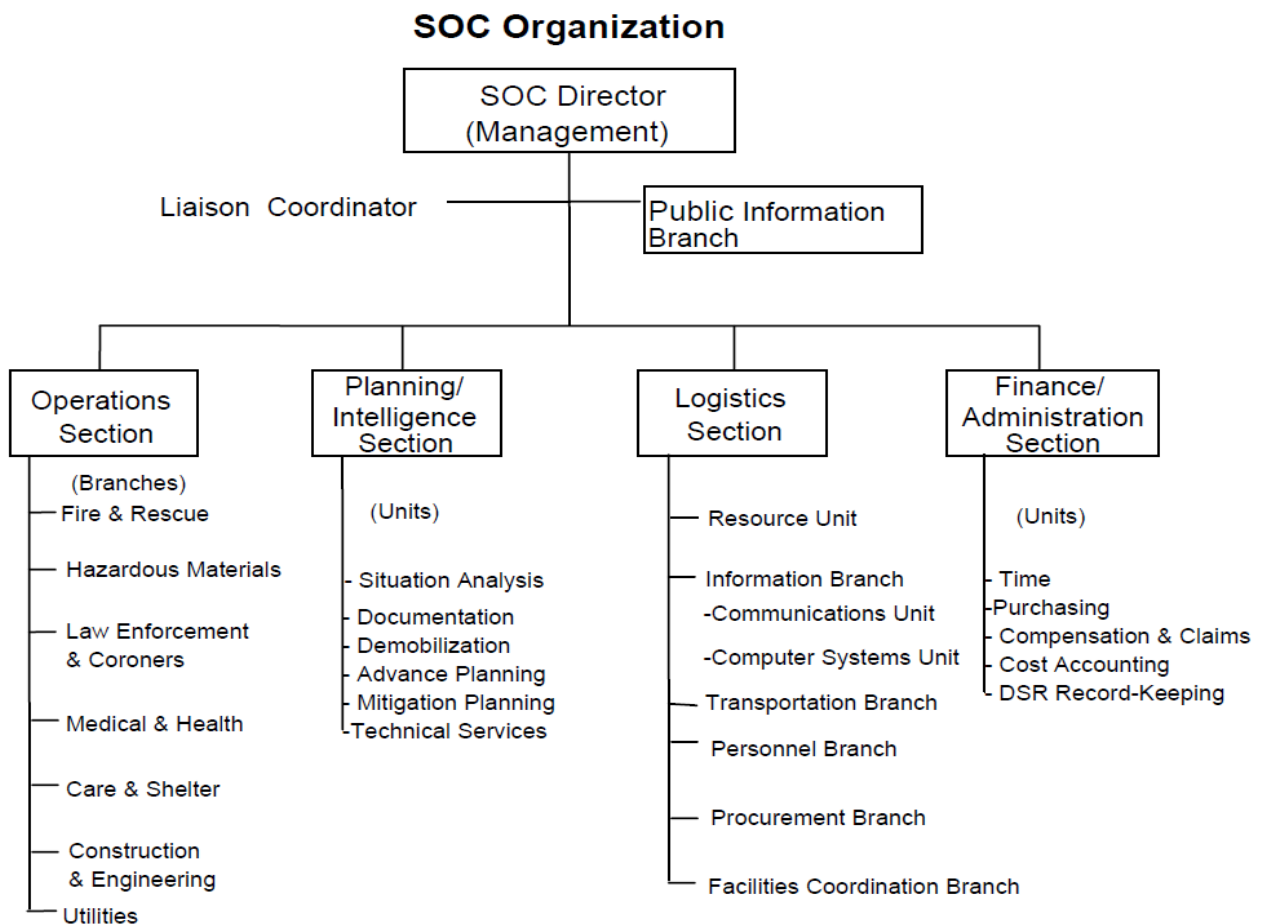 SOC Organization
SOC Director
(Management)
Liaison Coordinator
Public Information
Branch
Operations
Section
(Branches)
Fire & Rescue
Hazardous Materials
Law Enforcement
& Coroners
Medical & Health
Care & Shelter
Construction
& Engineering
Utilities
Planning/
Intelligence
Section
(Units)
- Situation Analysis
- Documentation
- Demobilization
- Advance Planning
- Mitigation Planning
-Technical Services
Logistics
Section
Resource Unit
Information Branch
-Communications Unit
-Computer Systems Unit
Transportation Branch
Personnel Branch
Procurement Branch
Facilities Coordination Branch
Finance/
Administration
Section
(Units)
- Time
-Purchasing
- Compensation & Claims
- Cost Accounting
- DSR Record-Keeping